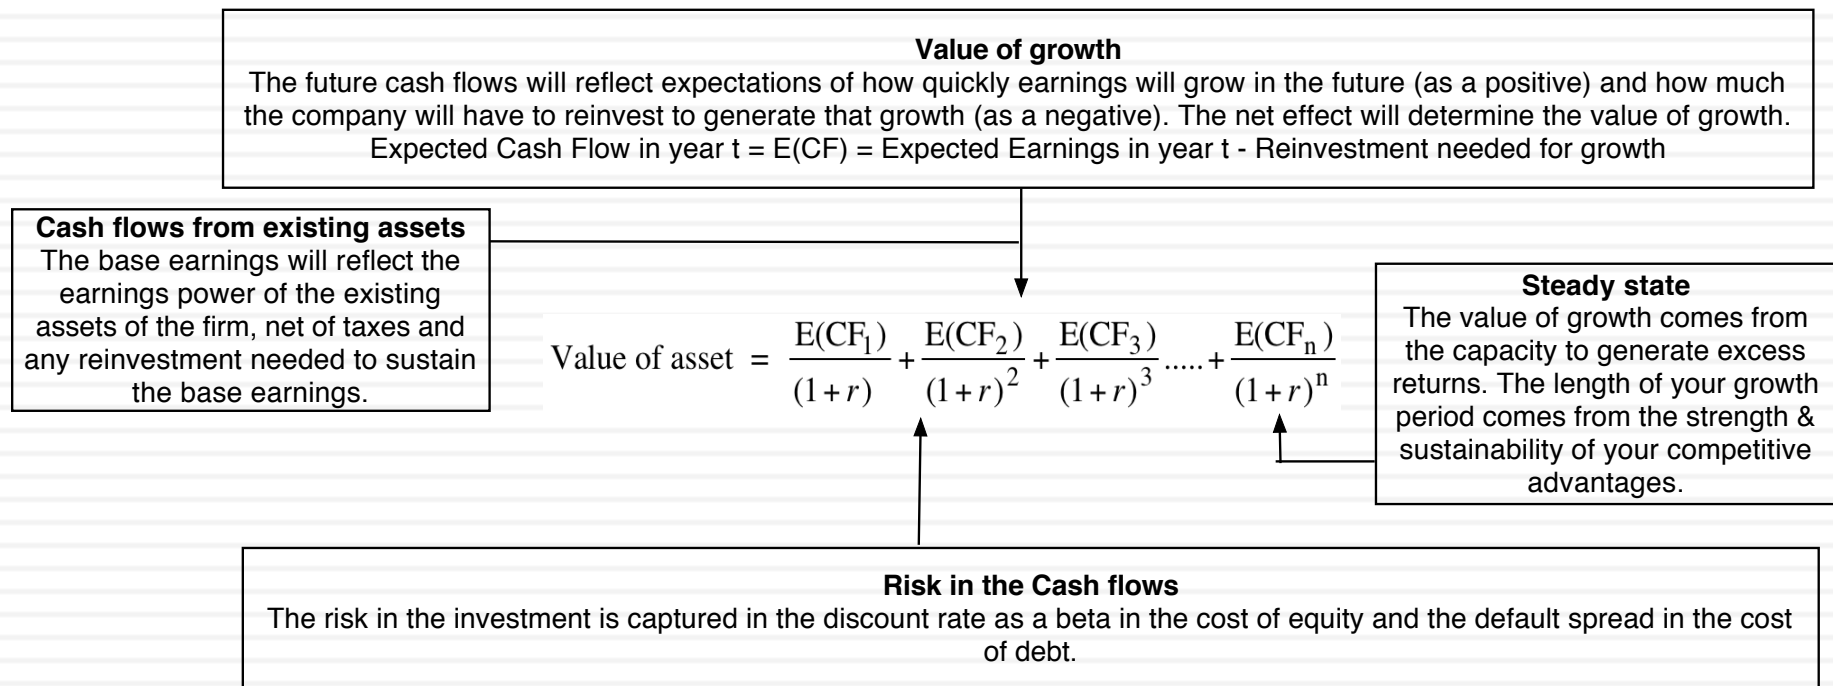 Value of growth
The future cash flows will reflect expectations of how quickly earnings will grow in the future (as a positive) and how much
the company will have to reinvest to generate that growth (as a negative). The net effect will determine the value of growth.
Expected Cash Flow in year t = E(CF) = Expected Earnings in year t - Reinvestment needed for growth
Cash flows from existing assets
The base earnings will reflect the
earnings power of the existing
assets of the firm, net of taxes and
any reinvestment needed to sustain
the base earnings.
Value of asset = E(CF₁)/(1+r) + E(CF₂)/(1+r)² + E(CF₃)/(1+r)³ ..... + E(CFₙ)/(1+r)ⁿ
Steady state
The value of growth comes from
the capacity to generate excess
returns. The length of your growth
period comes from the strength &
sustainability of your competitive
advantages.
Risk in the Cash flows
The risk in the investment is captured in the discount rate as a beta in the cost of equity and the default spread in the cost
of debt.